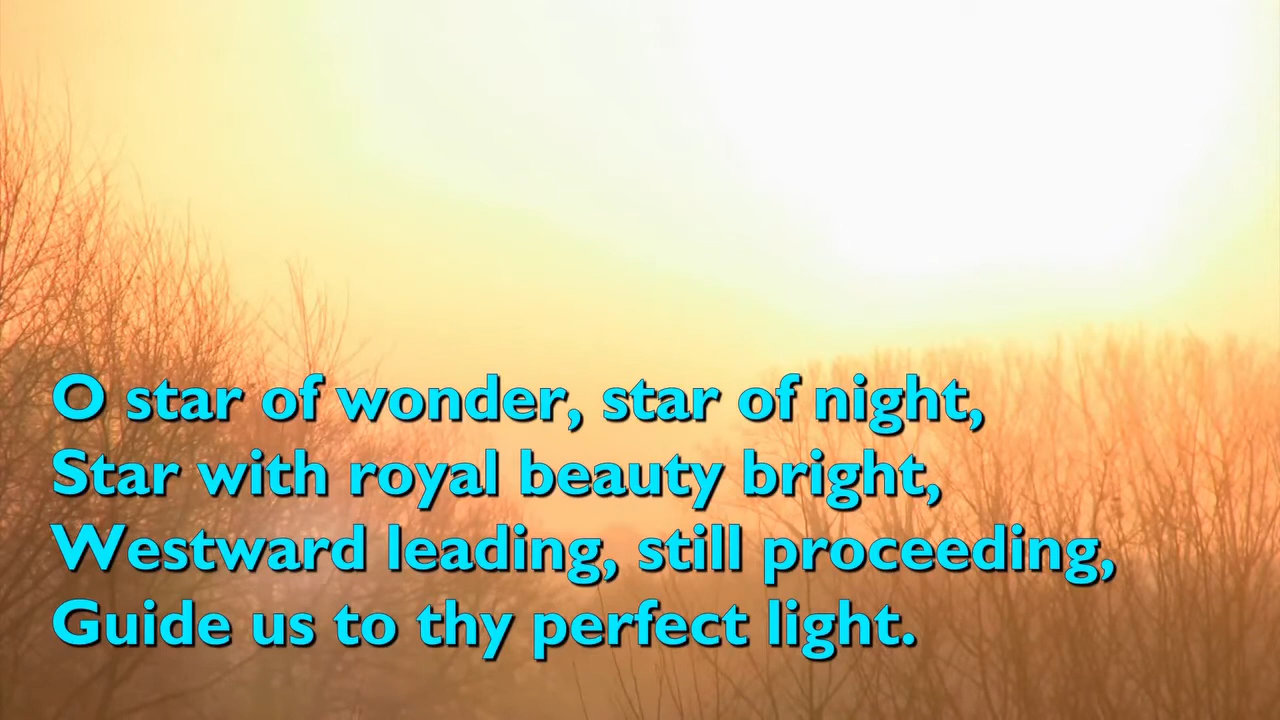 O star of wonder, star of night,
Star with royal beauty bright,
Westward leading, still proceeding,
Guide us to thy perfect light.